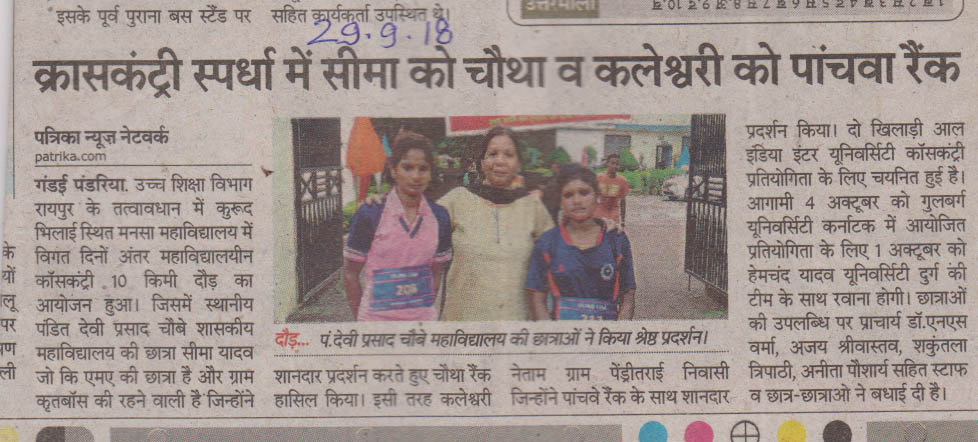 इसके पूर्व पुराना बस स्टैंड पर
सहित कार्यकर्ता उपस्थित थे।
29.9.18
क्रासकंट्री स्पर्धा में सीमा को चौथा व कलेश्वरी को पांचवा रैंक
पत्रिका न्यूज नेटवर्क
patrika.com
गंडई पंडरिया. उच्च शिक्षा विभाग
रायपुर के तत्वावधान में कुरूद
भिलाई स्थित मनसा महाविद्यालय में
विगत दिनों अंतर महाविद्यालयीन
कॉसकंट्री 10 किमी दौड़ का
आयोजन हुआ। जिसमें स्थानीय
पंडित देवी प्रसाद चौबे शासकीय
महाविद्यालय की छात्रा सीमा यादव
जो कि एमए की छात्रा है और ग्राम
कृतबॉस की रहने वाली है जिन्होंने
208
दौड़... पं.देवी प्रसाद चौबे महाविद्यालय की छात्राओं ने किया श्रेष्ठ प्रदर्शन।
शानदार प्रदर्शन करते हुए चौथा रैंक
हासिल किया। इसी तरह कलेश्वरी
नेताम ग्राम पेंड्रीतराई निवासी
जिन्होंने पांचवे रैंक के साथ शानदार
प्रदर्शन किया। दो खिलाड़ी आल
इंडिया इंटर यूनिवर्सिटी कॉसकंट्री
प्रतियोगिता के लिए चयनित हुई है।
आगामी 4 अक्टूबर को गुलबर्ग
यूनिवर्सिटी कर्नाटक में आयोजित
प्रतियोगिता के लिए 1 अक्टूबर को
हेमचंद यादव यूनिवर्सिटी दुर्ग की
टीम के साथ रवाना होगी। छात्राओं
की उपलब्धि पर प्राचार्य डॉ.एनएस
वर्मा, अजय श्रीवास्तव, शकुंतला
त्रिपाठी, अनीता पौशार्य सहित स्टाफ
व छात्र-छात्राओ ने बधाई दी है।